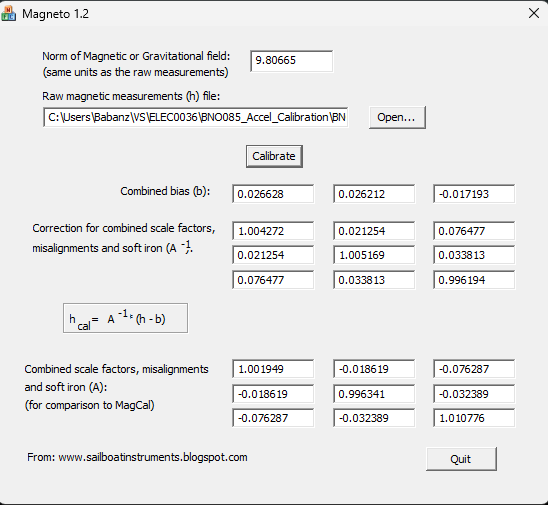 Magneto 1.2
Norm of Magnetic or Gravitational field:
(same units as the raw measurements)
9.80665
Raw magnetic measurements (h) file:
C:\Users\Babanz\VS\ELEC0036\BNO085_Accel_Calibration\BN
Open...
Calibrate
Combined bias (b):
0.026628 0.026212 -0.017193
Correction for combined scale factors,
misalignments and soft iron (A -1):
1.004272 0.021254 0.076477
0.021254 1.005169 0.033813
0.076477 0.033813 0.996194
h cal = A -1 * (h - b)
Combined scale factors, misalignments
and soft iron (A):
(for comparison to MagCal)
1.001949 -0.018619 -0.076287
-0.018619 0.996341 -0.032389
-0.076287 -0.032389 1.010776
From: www.sailboatinstruments.blogspot.com
Quit